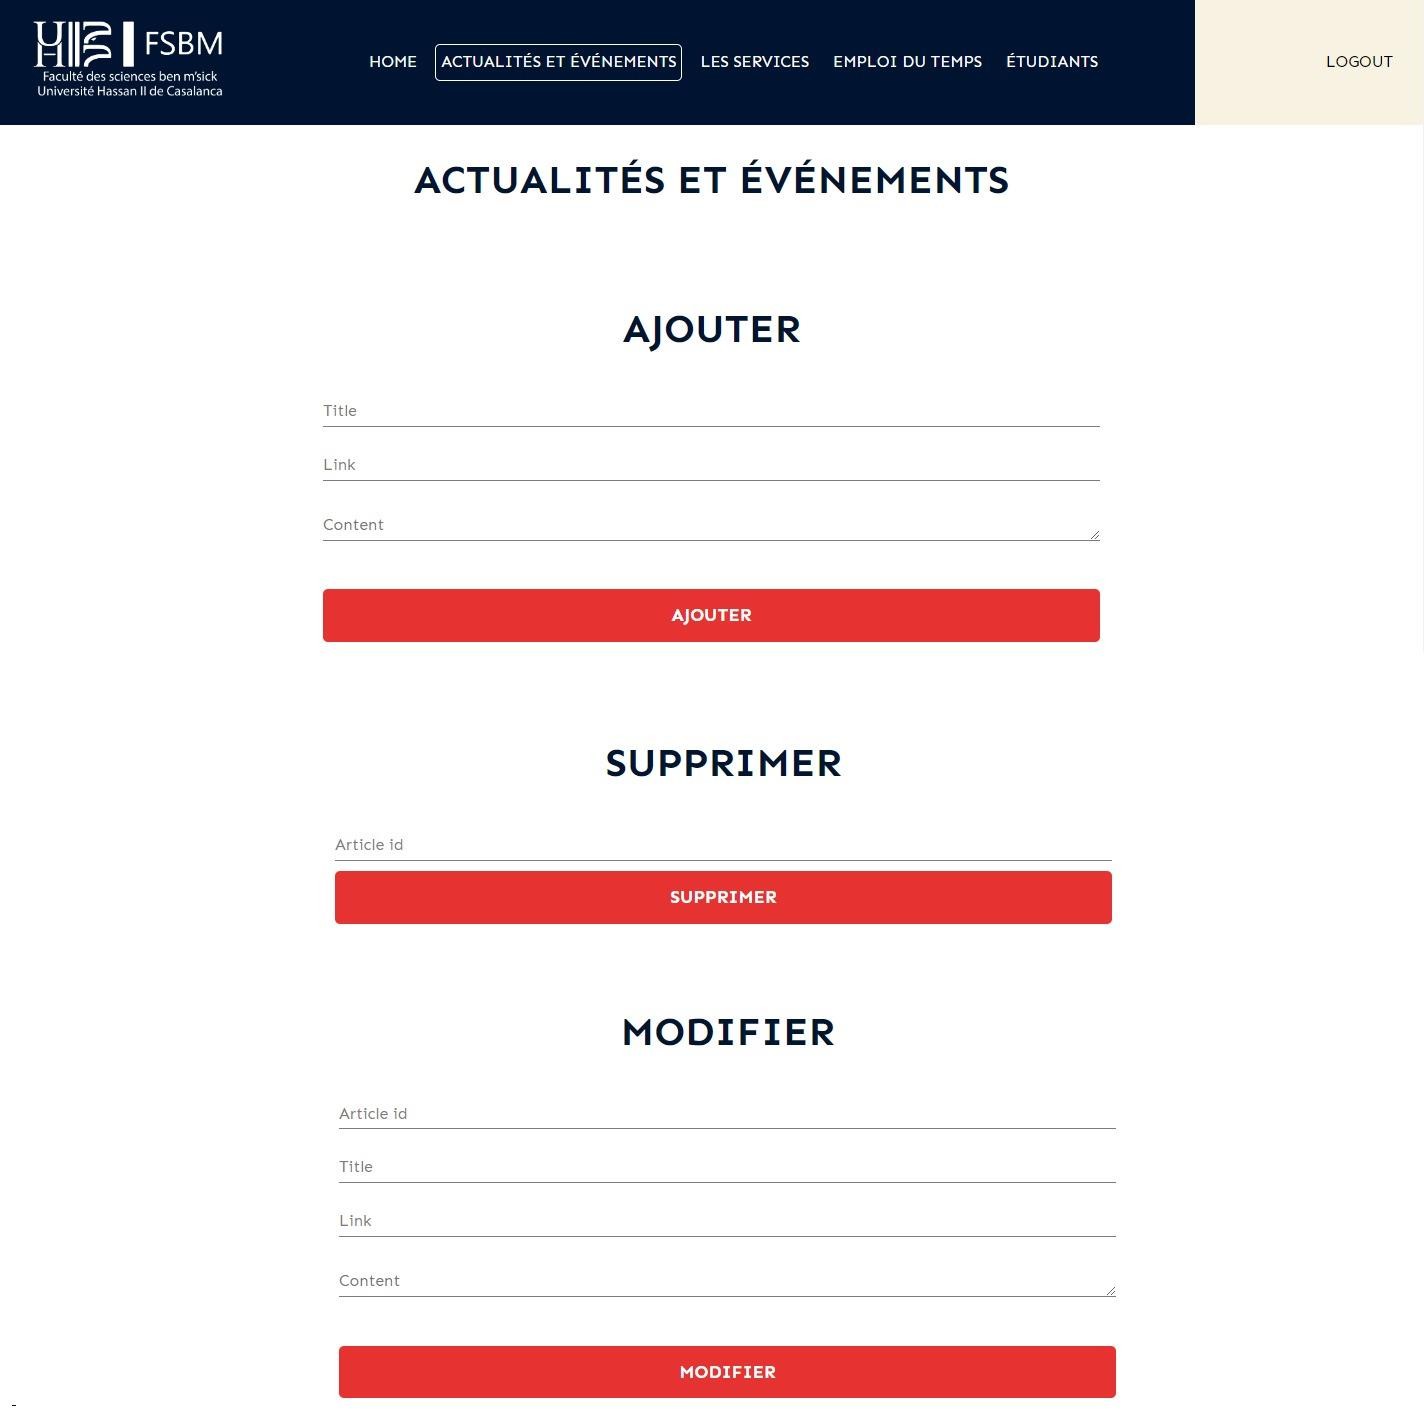 FSBM
Faculté des sciences ben m'sick
Université Hassan II de Casalanca
HOME
ACTUALITÉS ET ÉVÉNEMENTS
LES SERVICES
EMPLOI DU TEMPS
ÉTUDIANTS
LOGOUT
ACTUALITÉS ET ÉVÉNEMENTS
AJOUTER
Title
Link
Content
AJOUTER
SUPPRIMER
Article id
SUPPRIMER
MODIFIER
Article id
Title
Link
Content
MODIFIER
-